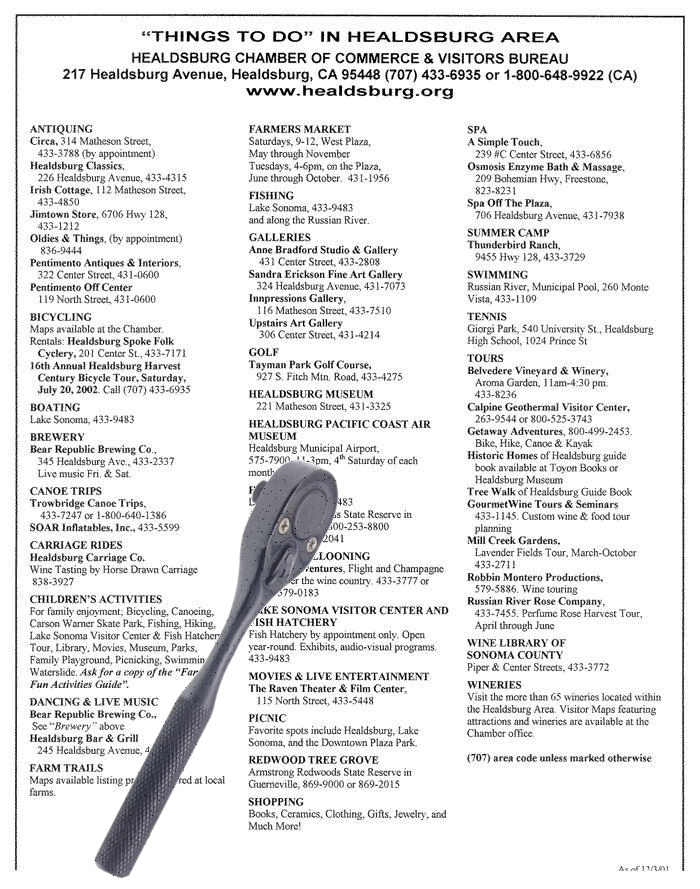 "THINGS TO DO" IN HEALDSBURG AREA
HEALDSBURG CHAMBER OF COMMERCE & VISITORS BUREAU
217 Healdsburg Avenue, Healdsburg, CA 95448 (707) 433-6935 or 1-800-648-9922 (CA)
www.healdsburg.org
ANTIQUING
Circa, 314 Matheson Street,
433-3788 (by appointment)
Healdsburg Classics,
226 Healdsburg Avenue, 433-4315
Irish Cottage, 112 Matheson Street,
433-4850
Jimtown Store, 6706 Hwy 128,
433-1212
Oldies & Things, (by appointment)
836-9444
Pentimento Antiques & Interiors,
322 Center Street, 431-0600
Pentimento Off Center
119 North Street, 431-0600
BICYCLING
Maps available at the Chamber.
Rentals: Healdsburg Spoke Folk
Cyclery, 201 Center St., 433-7171
16th Annual Healdsburg Harvest
Century Bicycle Tour, Saturday,
July 20, 2002. Call (707) 433-6935
BOATING
Lake Sonoma, 433-9483
BREWERY
Bear Republic Brewing Co.,
345 Healdsburg Ave., 433-2337
Live music Fri. & Sat.
CANOE TRIPS
Trowbridge Canoe Trips,
433-7247 or 1-800-640-1386
SOAR Inflatables, Inc., 433-5599
CARRIAGE RIDES
Healdsburg Carriage Co.
Wine Tasting by Horse Drawn Carriage
838-3927
CHILDREN'S ACTIVITIES
For family enjoyment; Bicycling, Canoeing,
Carson Warner Skate Park, Fishing, Hiking,
Lake Sonoma Visitor Center & Fish Hatchery
Tour, Library, Movies, Museum, Parks,
Family Playground, Picnicking, Swimming
Waterslide. Ask for a copy of the "Far
Fun Activities Guide".
DANCING & LIVE MUSIC
Bear Republic Brewing Co.,
See "Brewery" above
Healdsburg Bar & Grill
245 Healdsburg Avenue, 4
FARM TRAILS
Maps available listing pr red at local
farms.
FARMERS MARKET
Saturdays, 9-12, West Plaza,
May through November
Tuesdays, 4-6pm, on the Plaza,
June through October. 431-1956
FISHING
Lake Sonoma, 433-9483
and along the Russian River.
GALLERIES
Anne Bradford Studio & Gallery
431 Center Street, 433-2808
Sandra Erickson Fine Art Gallery
324 Healdsburg Avenue, 431-7073
Innpressions Gallery,
116 Matheson Street, 433-7510
Upstairs Art Gallery
306 Center Street, 431-4214
GOLF
Tayman Park Golf Course,
927 S. Fitch Mtn. Road, 433-4275
HEALDSBURG MUSEUM
221 Matheson Street, 431-3325
HEALDSBURG PACIFIC COAST AIR
MUSEUM
Healdsburg Municipal Airport,
575-7900, 11-3pm, 4th Saturday of each
month
483
s State Reserve in
00-253-8800
2041
LLOONING
entures, Flight and Champagne
er the wine country. 433-3777 or
579-0183
LAKE SONOMA VISITOR CENTER AND
FISH HATCHERY
Fish Hatchery by appointment only. Open
year-round. Exhibits, audio-visual programs.
433-9483
MOVIES & LIVE ENTERTAINMENT
The Raven Theater & Film Center,
115 North Street, 433-5448
PICNIC
Favorite spots include Healdsburg, Lake
Sonoma, and the Downtown Plaza Park.
REDWOOD TREE GROVE
Armstrong Redwoods State Reserve in
Guerneville, 869-9000 or 869-2015
SHOPPING
Books, Ceramics, Clothing, Gifts, Jewelry, and
Much More!
SPA
A Simple Touch,
239 #C Center Street, 433-6856
Osmosis Enzyme Bath & Massage,
209 Bohemian Hwy, Freestone,
823-8231
Spa Off The Plaza,
706 Healdsburg Avenue, 431-7938
SUMMER CAMP
Thunderbird Ranch,
9455 Hwy 128, 433-3729
SWIMMING
Russian River, Municipal Pool, 260 Monte
Vista, 433-1109
TENNIS
Giorgi Park, 540 University St., Healdsburg
High School, 1024 Prince St
TOURS
Belvedere Vineyard & Winery,
Aroma Garden, 11am-4:30 pm.
433-8236
Calpine Geothermal Visitor Center,
263-9544 or 800-525-3743
Getaway Adventures, 800-499-2453.
Bike, Hike, Canoe & Kayak
Historic Homes of Healdsburg guide
book available at Toyon Books or
Healdsburg Museum
Tree Walk of Healdsburg Guide Book
GourmetWine Tours & Seminars
433-1145. Custom wine & food tour
planning
Mill Creek Gardens,
Lavender Fields Tour, March-October
433-2711
Robbin Montero Productions,
579-5886. Wine touring
Russian River Rose Company,
433-7455. Perfume Rose Harvest Tour,
April through June
WINE LIBRARY OF
SONOMA COUNTY
Piper & Center Streets, 433-3772
WINERIES
Visit the more than 65 wineries located within
the Healdsburg Area. Visitor Maps featuring
attractions and wineries are available at the
Chamber office.
(707) area code unless marked otherwise
As of 12/3/01